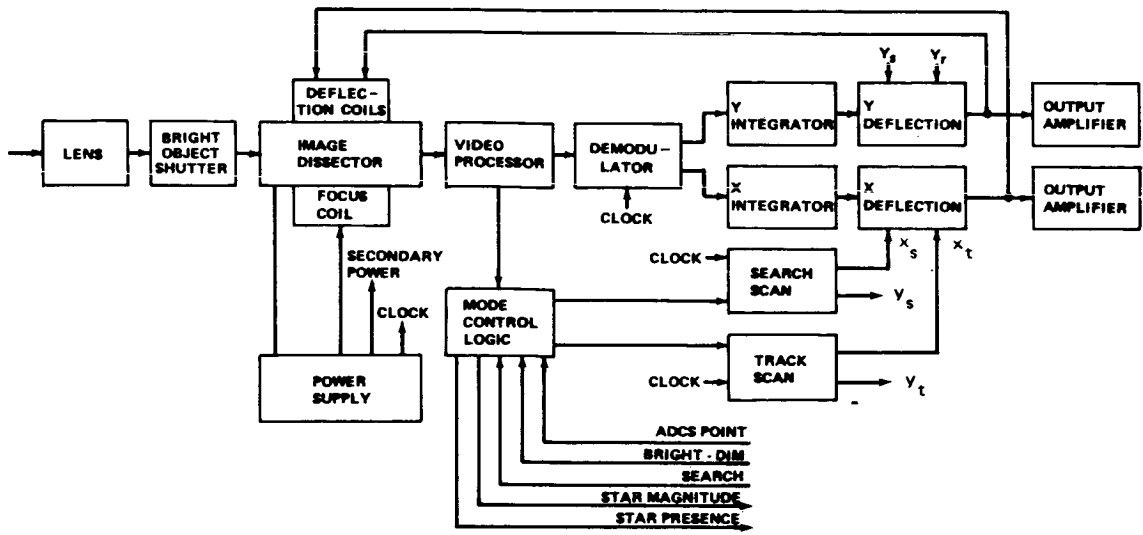 DEFLEC-
TION COILS
LENS
BRIGHT
OBJECT
SHUTTER
IMAGE
DISSECTOR
FOCUS
COIL
VIDEO
PROCESSOR
DEMODU-
LATOR
CLOCK
Y
INTEGRATOR
Ys
Yr
Y
DEFLECTION
OUTPUT
AMPLIFIER
X
INTEGRATOR
X
DEFLECTION
OUTPUT
AMPLIFIER
xs
xt
SECONDARY
POWER
CLOCK
POWER
SUPPLY
MODE
CONTROL
LOGIC
CLOCK
SEARCH
SCAN
Ys
CLOCK
TRACK
SCAN
Yt
ADCS POINT
BRIGHT - DIM
SEARCH
STAR MAGNITUDE
STAR PRESENCE